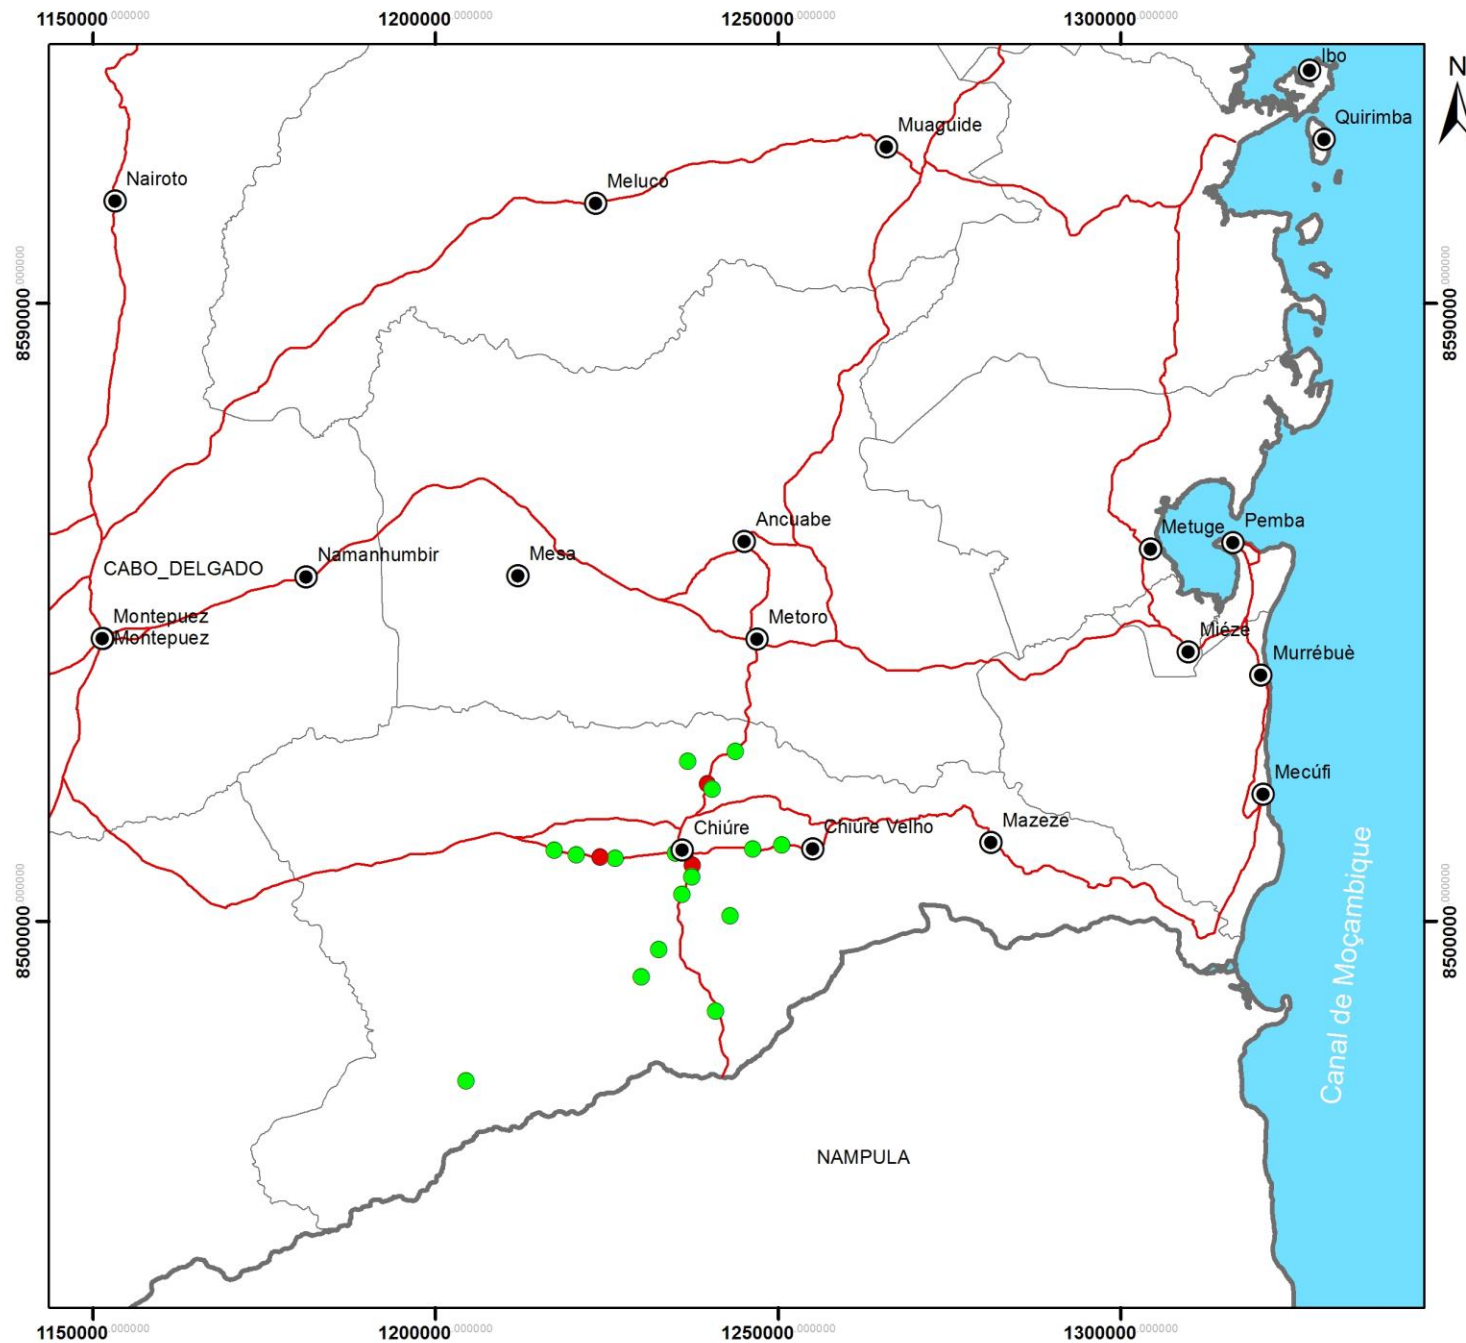 1150000.000000
1200000.000000
1250000.000000
1300000.000000
N
Ibo
Quirimba
Muaguide
Nairoto
Meluco
8590000.000000
8590000.000000
Ancuabe
Metuge
Pemba
Namanhumbir
Mesa
CABO_DELGADO
Montepuez
Montepuez
Metoro
Miéze
Murrébuè
Mecúfi
Chiúre
Chiúre Velho
Mazeze
8500000.000000
8500000.000000
Canal de Moçambique
NAMPULA
1150000.000000
1200000.000000
1250000.000000
1300000.000000